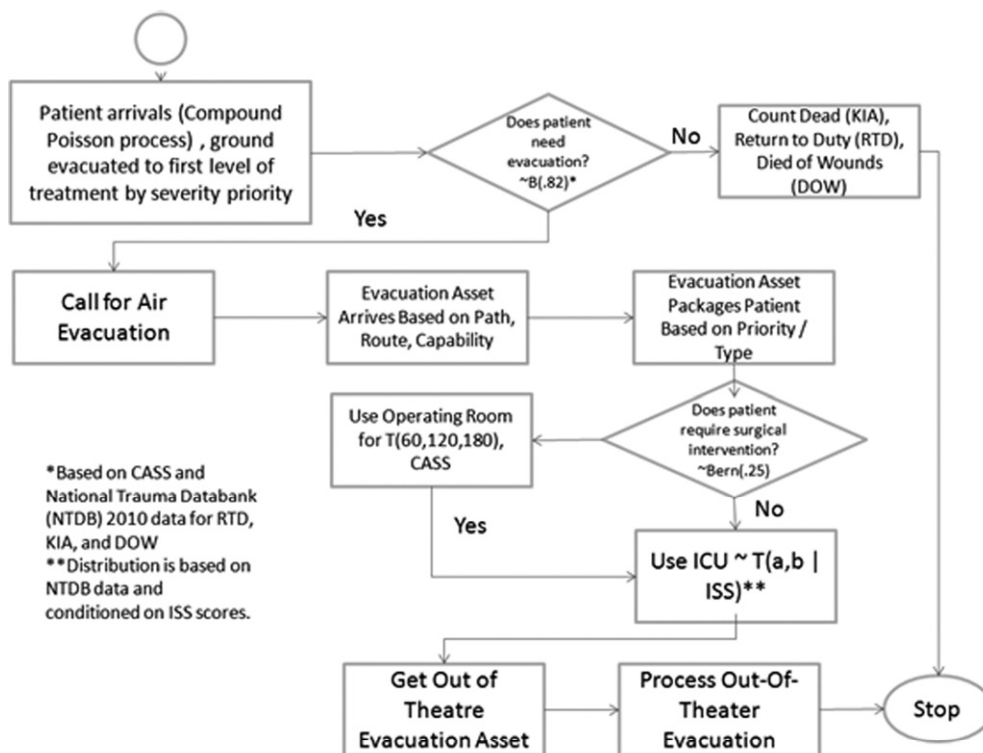 Patient arrivals (Compound
Poisson process) , ground
evacuated to first level of
treatment by severity priority
Does patient
need
evacuation?
~B(.82)*
No
Count Dead (KIA),
Return to Duty (RTD),
Died of Wounds
(DOW)
Yes
Call for Air
Evacuation
Evacuation Asset
Arrives Based on Path,
Route, Capability
Evacuation Asset
Packages Patient
Based on Priority /
Type
Does patient
require surgical
intervention?
~Bern(.25)
Use Operating Room
for T(60,120,180),
CASS
Yes
No
Use ICU ~ T(a,b |
ISS)**
*Based on CASS and
National Trauma Databank
(NTDB) 2010 data for RTD,
KIA, and DOW
**Distribution is based on
NTDB data and
conditioned on ISS scores.
Get Out of
Theatre
Evacuation Asset
Process Out-Of-
Theater
Evacuation
Stop